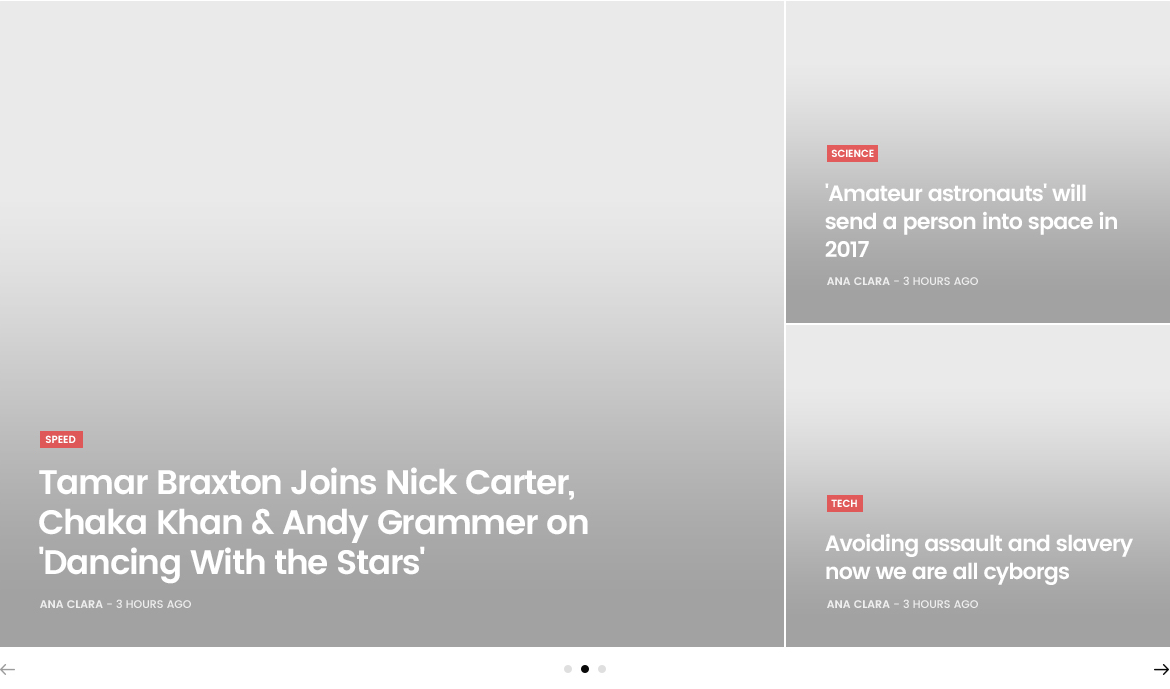 SPEED
Tamar Braxton Joins Nick Carter,
Chaka Khan & Andy Grammer on
'Dancing With the Stars'
ANA CLARA - 3 HOURS AGO
SCIENCE
'Amateur astronauts' will
send a person into space in
2017
ANA CLARA - 3 HOURS AGO
TECH
Avoiding assault and slavery
now we are all cyborgs
ANA CLARA - 3 HOURS AGO